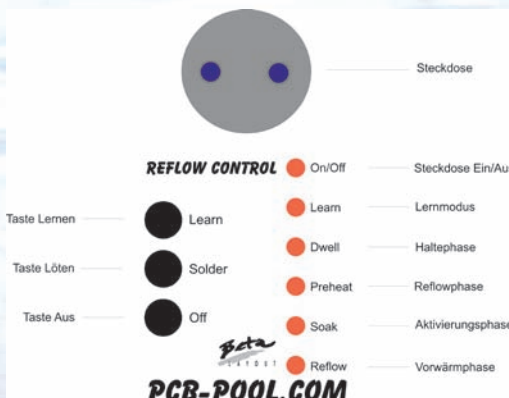 Steckdose
REFLOW CONTROL
On/Off
Steckdose Ein/Au
Taste Lernen
Learn
Learn
Lernmodus
Dwell
Haltephase
Taste Löten
Solder
Preheat
Reflowphase
Taste Aus
Off
Soak
Aktivierungsphase
Beta
LAYOUT
Reflow
Vorwärmphase
PCB-POOL.COM